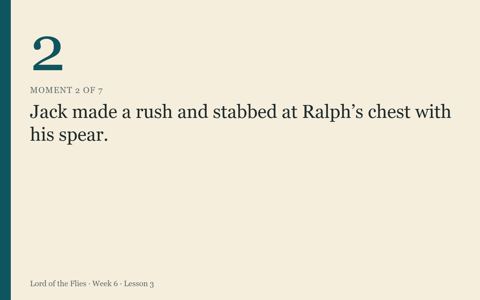 2
MOMENT 2 OF 7
Jack made a rush and stabbed at Ralph’s chest with
his spear.
Lord of the Flies · Week 6 · Lesson 3